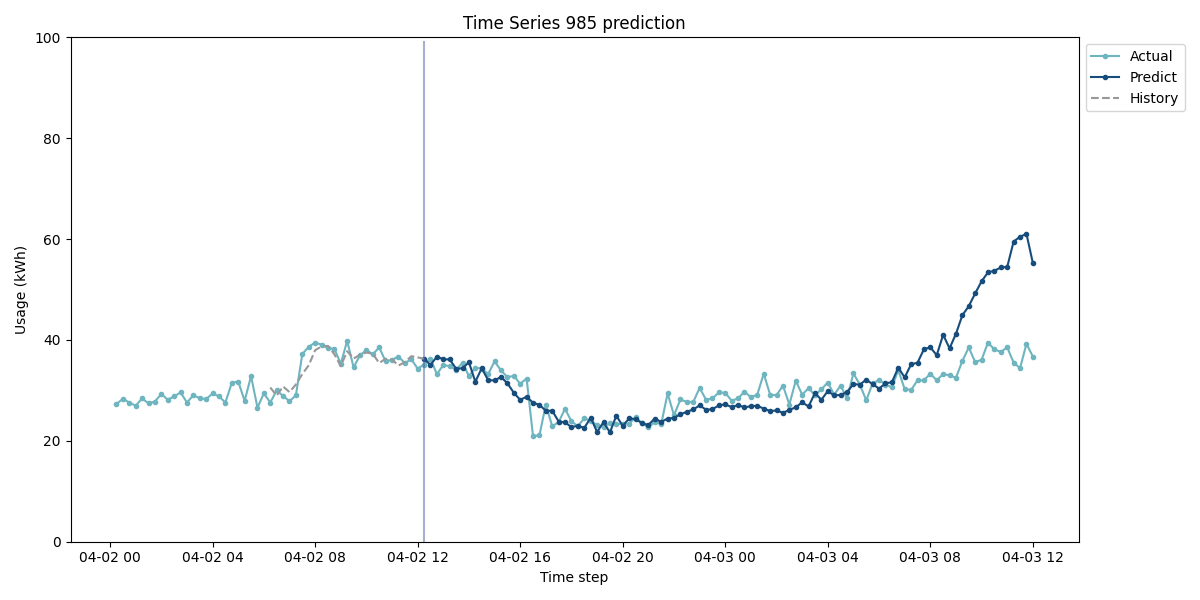 Time Series 985 prediction
Usage (kWh)
100
80
60
40
20
0
04-02 00
04-02 04
04-02 08
04-02 12
04-02 16
04-02 20
04-03 00
04-03 04
04-03 08
04-03 12
Time step
Actual
Predict
History